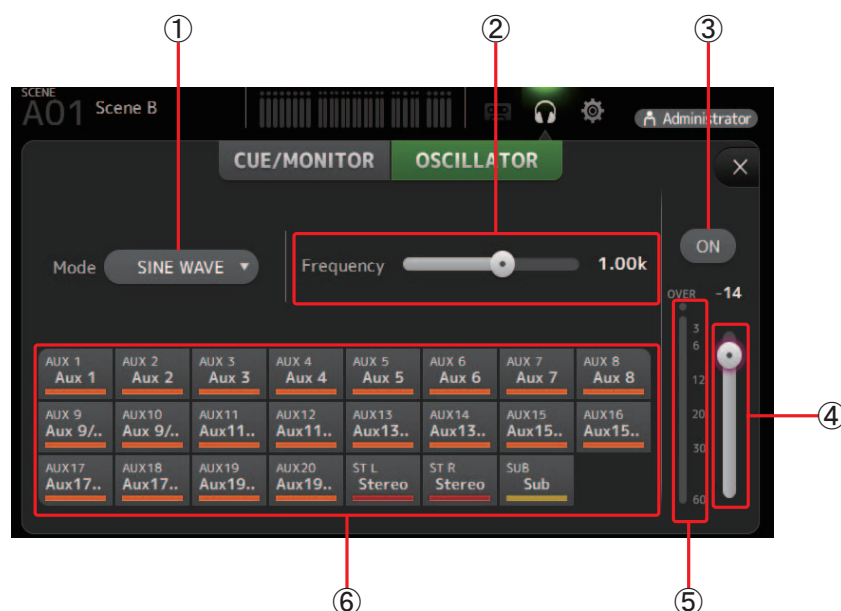 ① ② ③
SCENE
A01 Scene B
Administrator
CUE/MONITOR OSCILLATOR
Mode SINE WAVE Frequency 1.00k
ON
OVER -14
3
6
12
20
30
60
AUX 1 AUX 2 AUX 3 AUX 4 AUX 5 AUX 6 AUX 7 AUX 8
Aux 1 Aux 2 Aux 3 Aux 4 Aux 5 Aux 6 Aux 7 Aux 8
AUX 9 AUX10 AUX11 AUX12 AUX13 AUX14 AUX15 AUX16
Aux 9/.. Aux 9/.. Aux11.. Aux11.. Aux13.. Aux13.. Aux15.. Aux15..
④
AUX17 AUX18 AUX19 AUX20 ST L ST R SUB
Aux17.. Aux17.. Aux19.. Aux19.. Stereo Stereo Sub
⑥ ⑤